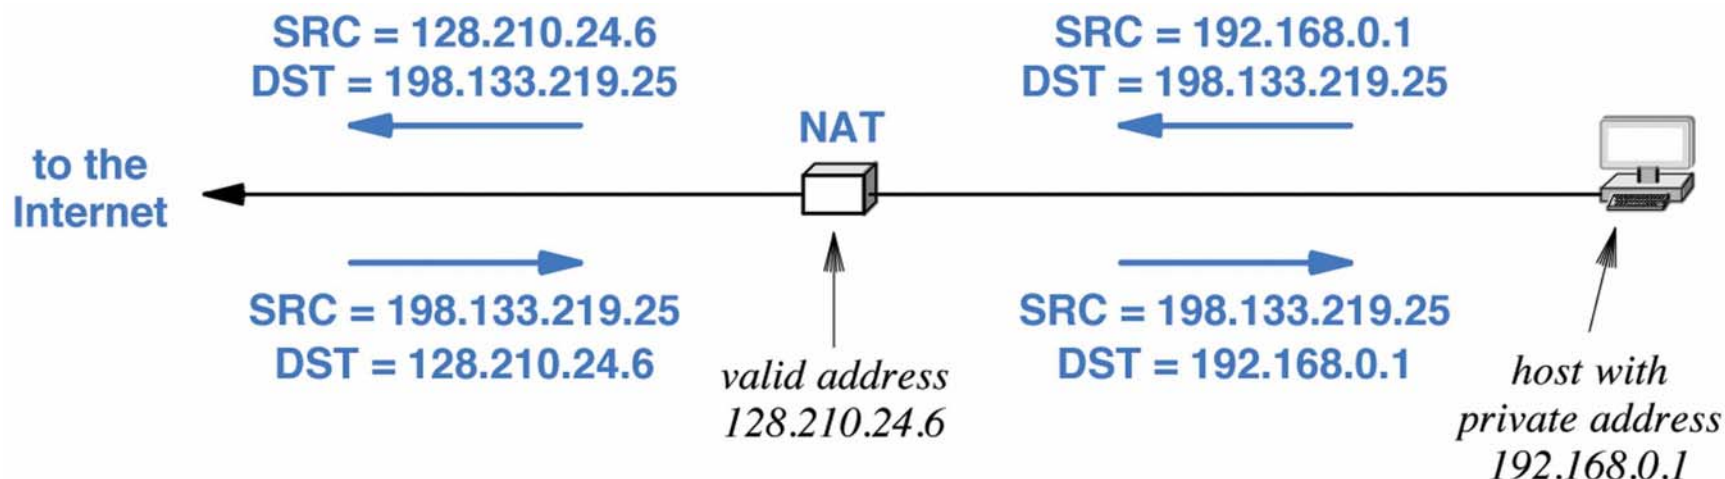 SRC = 128.210.24.6
DST = 198.133.219.25
SRC = 192.168.0.1
DST = 198.133.219.25
NAT
to the
Internet
SRC = 198.133.219.25
DST = 128.210.24.6
valid address
128.210.24.6
SRC = 198.133.219.25
DST = 192.168.0.1
host with
private address
192.168.0.1